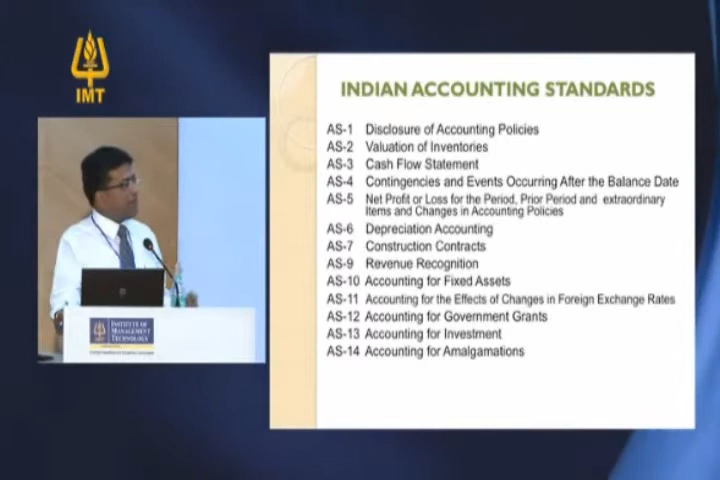 IMT
INDIAN ACCOUNTING STANDARDS
AS-1 Disclosure of Accounting Policies
AS-2 Valuation of Inventories
AS-3 Cash Flow Statement
AS-4 Contingencies and Events Occurring After the Balance Date
AS-5 Net Profit or Loss for the Period, Prior Period and extraordinary
Items and Changes in Accounting Policies
AS-6 Depreciation Accounting
AS-7 Construction Contracts
AS-9 Revenue Recognition
AS-10 Accounting for Fixed Assets
AS-11 Accounting for the Effects of Changes in Foreign Exchange Rates
AS-12 Accounting for Government Grants
AS-13 Accounting for Investment
AS-14 Accounting for Amalgamations
INSTITUTE OF
MANAGEMENT
TECHNOLOGY